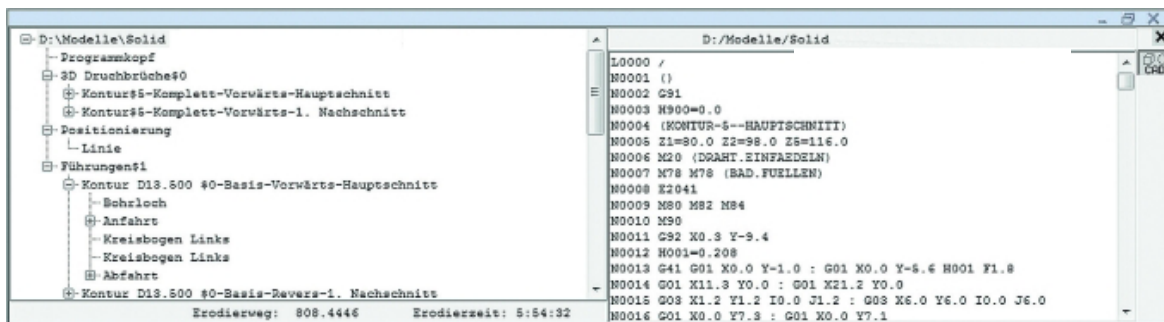 D:\Modelle\Solid
Programmkopf
3D Druchbrüche$0
Kontur$5-Komplett-Vorwärts-Hauptschnitt
Kontur$5-Komplett-Vorwärts-1. Nachschnitt
Positionierung
Linie
Führungen$1
Kontur D13.500 $0-Basis-Vorwärts-Hauptschnitt
Bohrloch
Anfahrt
Kreisbogen Links
Kreisbogen Links
Abfahrt
Kontur D13.500 $0-Basis-Revers-1. Nachschnitt
Erodierweg: 808.4446 Erodierzeit: 5:54:32
D:/Modelle/Solid
L0000 /
N0001 ()
N0002 G91
N0003 H900=0.0
N0004 (KONTUR-5--HAUPTSCHNITT)
N0005 Z1=80.0 Z2=98.0 Z5=116.0
N0006 M20 (DRAHT.EINFAEDELN)
N0007 M78 M78 (BAD.FUELLEN)
N0008 E2041
N0009 M80 M82 M84
N0010 M90
N0011 G92 X0.3 Y-9.4
N0012 H001=0.208
N0013 G41 G01 X0.0 Y-1.0 : G01 X0.0 Y-5.6 H001 F1.8
N0014 G01 X11.3 Y0.0 : G01 X21.2 Y0.0
N0015 G03 X1.2 Y1.2 I0.0 J1.2 : G03 X6.0 Y6.0 I0.0 J6.0
N0016 G01 X0.0 Y7.3 : G01 X0.0 Y7.1
CAD